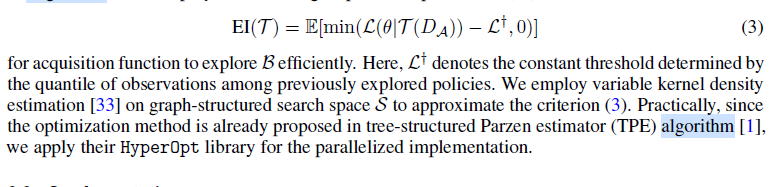 EI(𝒯) = 𝔼[min(ℒ(θ|𝒯(D_𝒜)) − ℒ†, 0)] (3)
for acquisition function to explore ℬ efficiently. Here, ℒ† denotes the constant threshold determined by
the quantile of observations among previously explored policies. We employ variable kernel density
estimation [33] on graph-structured search space 𝒮 to approximate the criterion (3). Practically, since
the optimization method is already proposed in tree-structured Parzen estimator (TPE) algorithm [1],
we apply their HyperOpt library for the parallelized implementation.